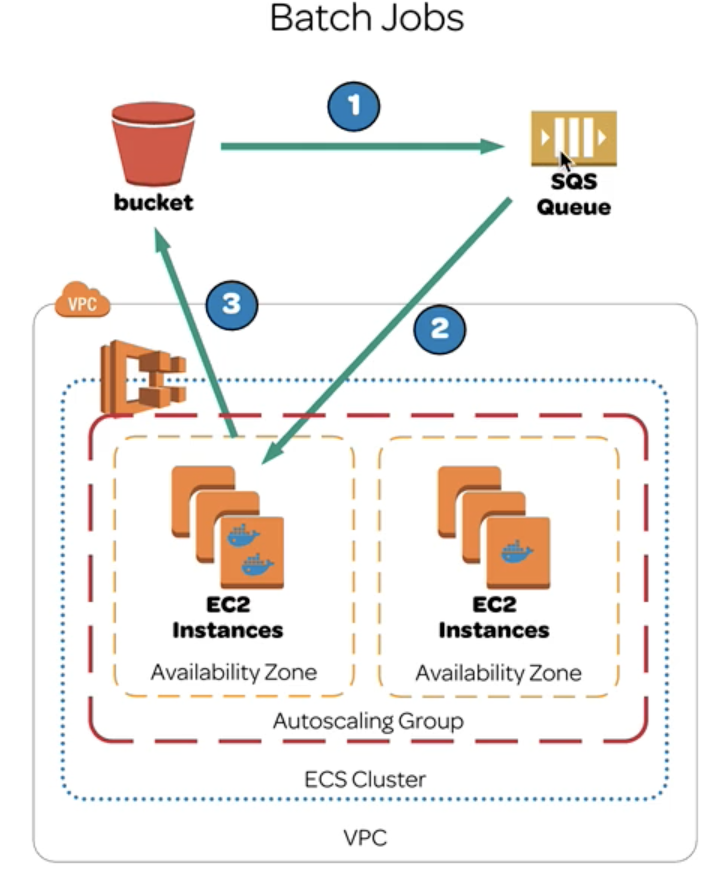 Batch Jobs
1
bucket
SQS
Queue
VPC
3
2
EC2
Instances
EC2
Instances
Availability Zone
Availability Zone
Autoscaling Group
ECS Cluster
VPC